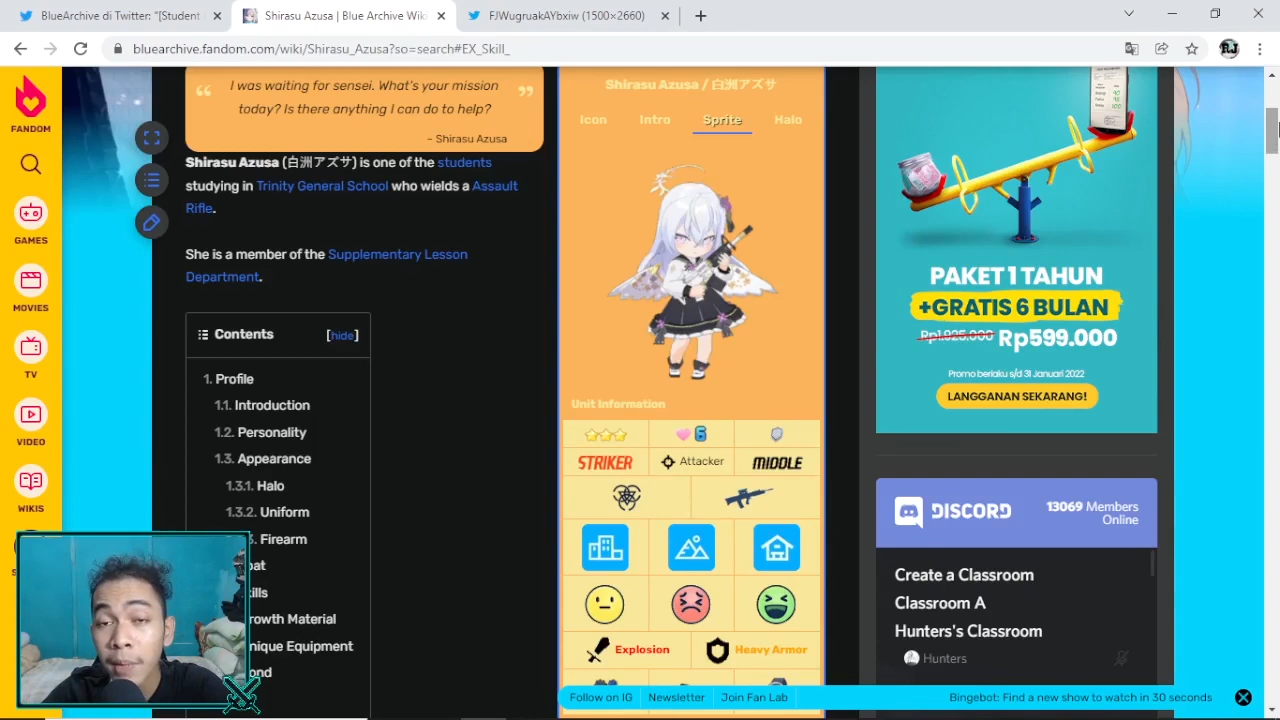 BlueArchive di Twitter: "[Student
Shirasu Azusa | Blue Archive Wiki
FJWgruakAYbxiw (1500×2660)
bluearchive.fandom.com/wiki/Shirasu_Azusa?so=search#EX_Skill_
FANDOM
GAMES
MOVIES
TV
VIDEO
WIKIS
I was waiting for sensei. What's your mission
today? Is there anything I can do to help?
~ Shirasu Azusa
Shirasu Azusa (白洲アズサ) is one of the students
studying in Trinity General School who wields a Assault
Rifle.
She is a member of the Supplementary Lesson
Department.
Contents [hide]
1. Profile
1.1. Introduction
1.2. Personality
1.3. Appearance
1.3.1. Halo
1.3.2. Uniform
Firearm
bat
kills
rowth Material
nique Equipment
ond
Shirasu Azusa / 白洲アズサ
Icon Intro Sprite Halo
Unit Information
6
STRIKER Attacker MIDDLE
Explosion Heavy Armor
PAKET 1 TAHUN
+GRATIS 6 BULAN
Rp1.925.000 Rp599.000
Promo berlaku s/d 31 Januari 2022
LANGGANAN SEKARANG!
DISCORD 13069 Members
Online
Create a Classroom
Classroom A
Hunters's Classroom
Hunters
Follow on IG Newsletter Join Fan Lab Bingebot: Find a new show to watch in 30 seconds